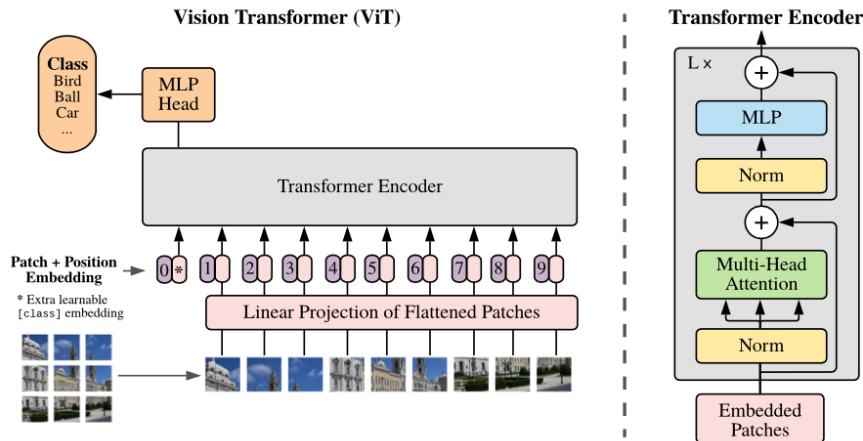 Vision Transformer (ViT)
Class
Bird
Ball
Car
...
MLP
Head
Transformer Encoder
Patch + Position
Embedding
0 * 1 2 3 4 5 6 7 8 9
* Extra learnable
[class] embedding
Linear Projection of Flattened Patches
Transformer Encoder
L ×
+
MLP
Norm
+
Multi-Head
Attention
Norm
Embedded
Patches